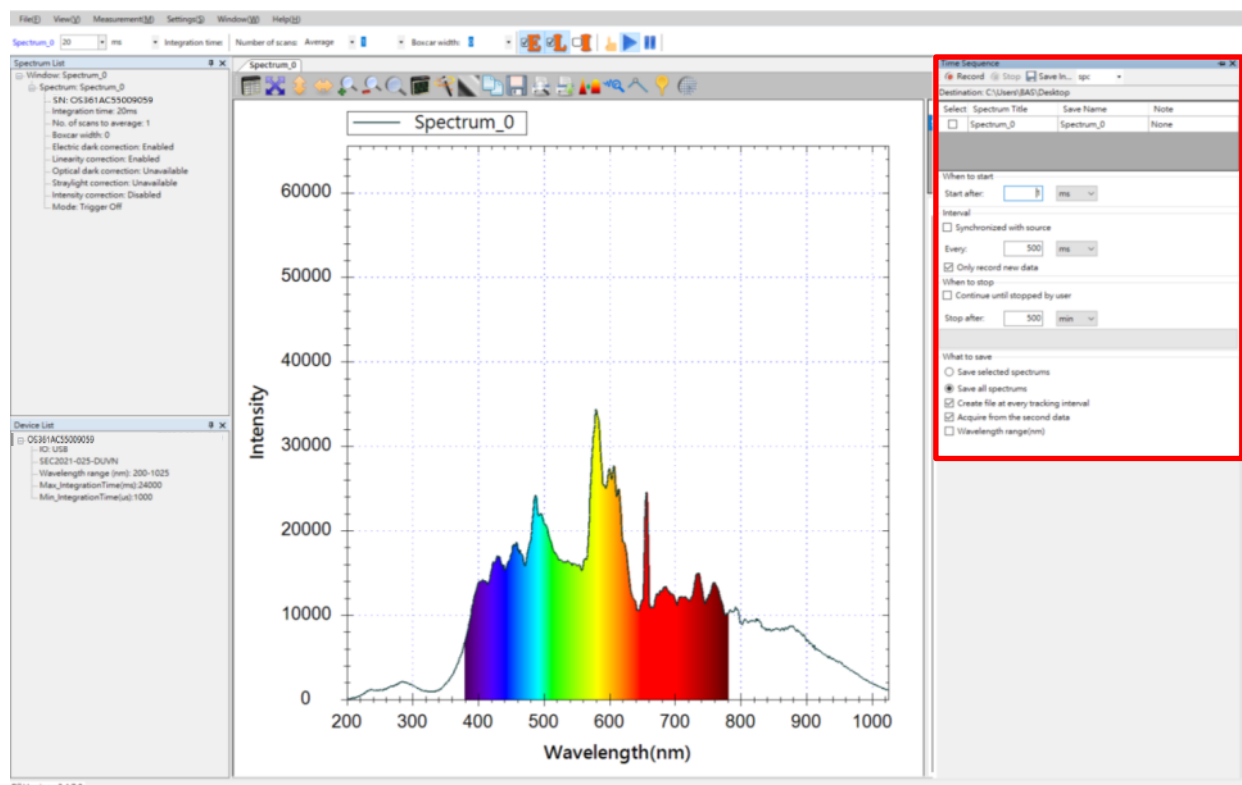 File(F) View(V) Measurement(M) Settings(S) Window(W) Help(H)
Spectrum_0 20 ms Integration time: Number of scans: Average Boxcar width:
Spectrum List
Window: Spectrum_0
Spectrum: Spectrum_0
SN: OS361AC55009059
Integration time: 20ms
No. of scans to average: 1
Boxcar width: 0
Electric dark correction: Enabled
Linearity correction: Enabled
Optical dark correction: Unavailable
Straylight correction: Unavailable
Intensity correction: Disabled
Mode: Trigger Off
Device List
OS361AC55009059
IO: USB
SEC2021-025-DUVN
Wavelength range (nm): 200-1025
Max_IntegrationTime(ms):24000
Min_IntegrationTime(us):1000
Spectrum_0
Spectrum_0
60000
50000
40000
30000
20000
10000
0
Intensity
200 300 400 500 600 700 800 900 1000
Wavelength(nm)
Time Sequence
Record Stop Save In... spc
Destination: C:\Users\BAS\Desktop
Select Spectrum Title Save Name Note
Spectrum_0 Spectrum_0 None
When to start
Start after: ms
Interval
Synchronized with source
Every: 500 ms
Only record new data
When to stop
Continue until stopped by user
Stop after: 500 min
What to save
Save selected spectrums
Save all spectrums
Create file at every tracking interval
Acquire from the second data
Wavelength range(nm)